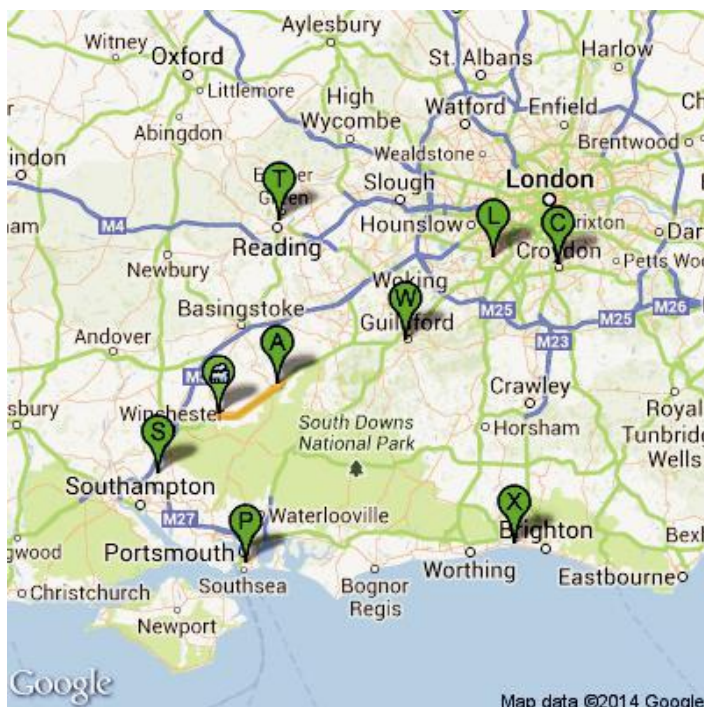 Aylesbury
Witney
Oxford
St. Albans
Harlow
Littlemore
High
Wycombe
Watford
Enfield
Abingdon
Wealdstone
Brentwood
Slough
London
T
Green
M4
Reading
Hounslow
L
C
Newbury
Croydon
Petts
Woking
W
M25
M26
Basingstoke
Guildford
M25
Andover
A
M23
Crawley
Winchester
South Downs
National Park
Horsham
Royal
Tunbridge
Wells
S
Southampton
M27
Waterlooville
P
X
Portsmouth
Brighton
Southsea
Worthing
Bognor
Regis
Eastbourne
Christchurch
Newport
Google
Map data ©2014 Google